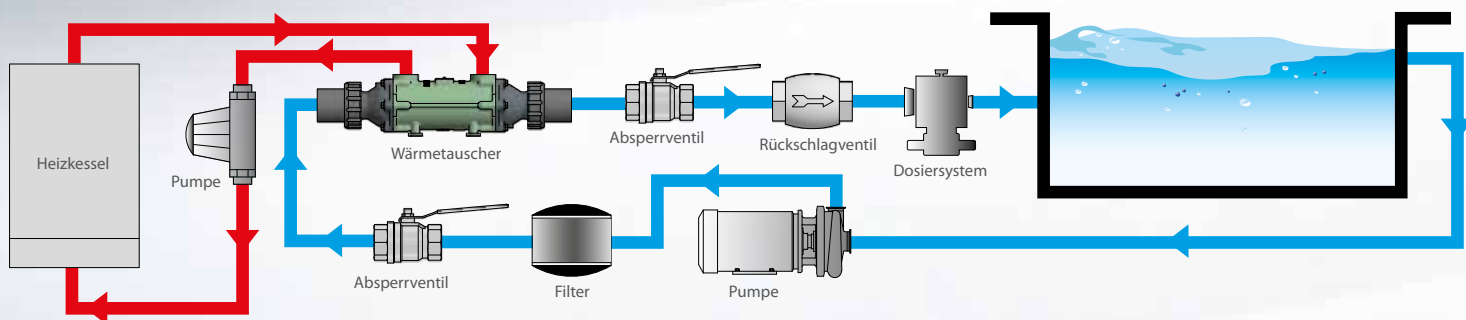 Heizkessel
Pumpe
Wärmetauscher
Absperrventil
Rückschlagventil
Dosiersystem
Absperrventil
Filter
Pumpe